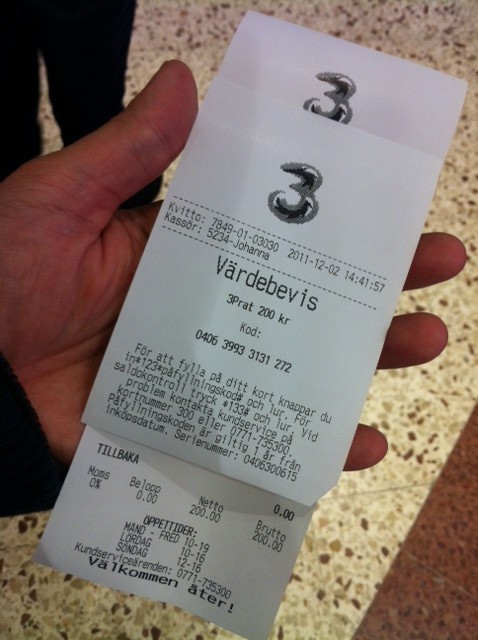 3
3
Kvitto: 7849-01-03030 2011-12-02 14:41:57
Kassör: 5234-Johanna
Värdebevis
3Prat 200 kr
Kod:
0406 3993 3131 272
För att fylla på ditt kort knappar du
in*123*påfyllningskod# och lur. För
saldokontroll tryck *133# och lur. Vid
problem kontakta kundservice på
kortnummer 300 eller 0771-735300.
Påfyllningskoden är giltig 1 år från
inköpsdatum. Serienummer: 0406300615
TILLBAKA 0.00
Moms Belopp Netto Brutto
0% 0.00 200.00 200.00
ÖPPETTIDER:
MÅND - FRED 10-19
LÖRDAG 10-16
SÖNDAG 12-16
Kundserviceärenden: 0771-735300
Välkommen åter!